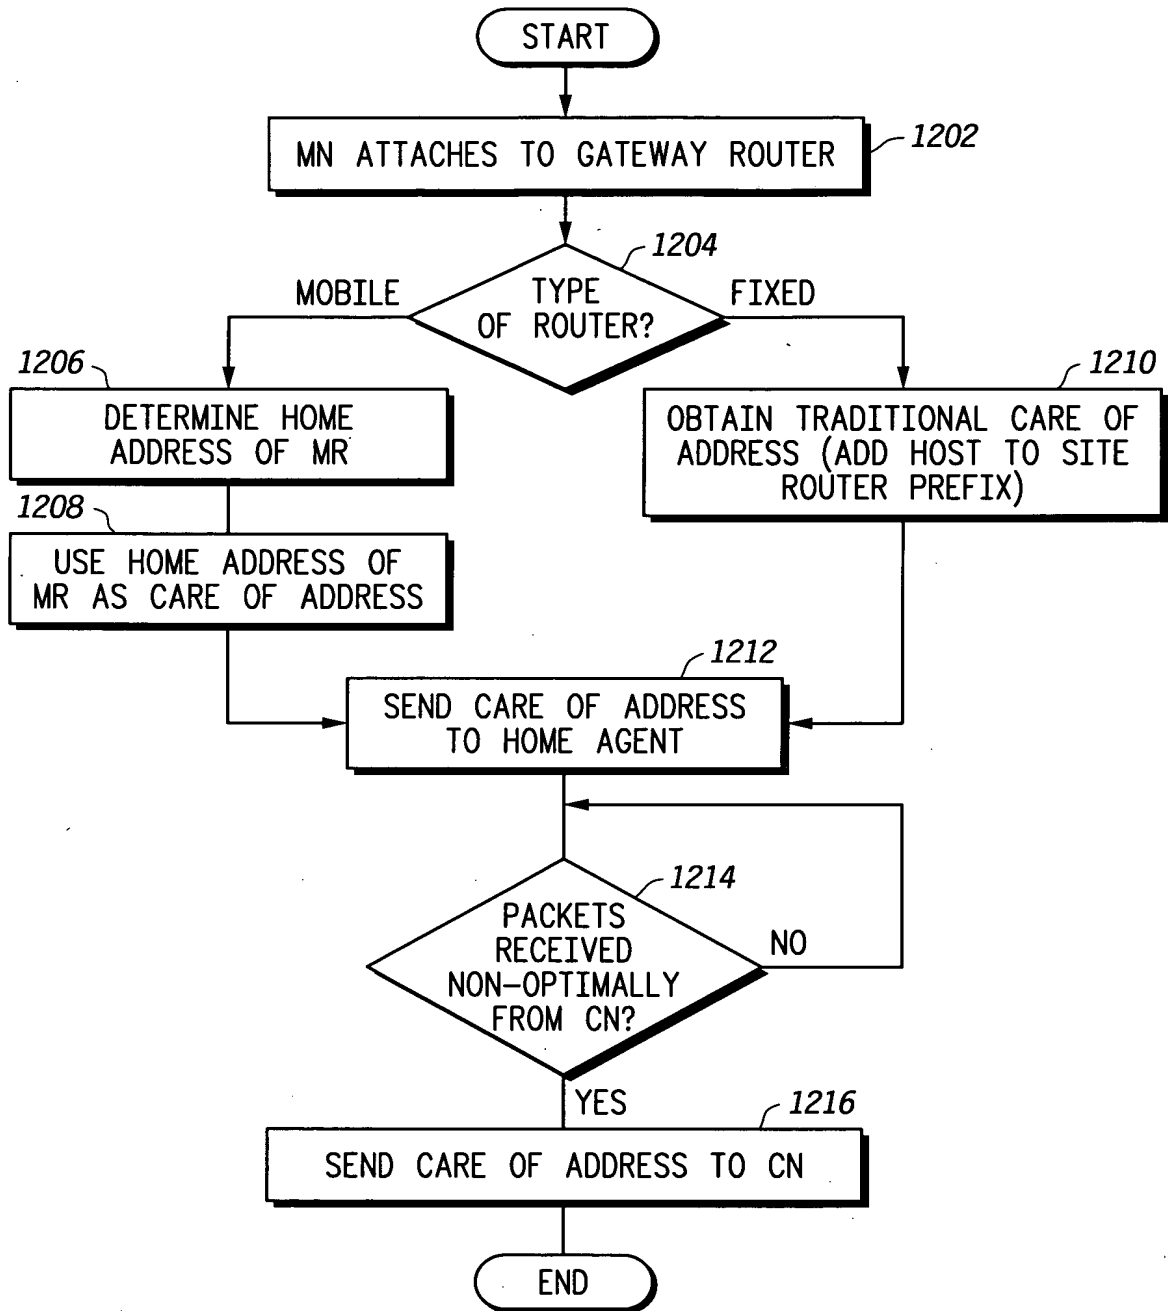 START
MN ATTACHES TO GATEWAY ROUTER
1202
1204
TYPE
OF ROUTER?
MOBILE
FIXED
1206
DETERMINE HOME
ADDRESS OF MR
1208
USE HOME ADDRESS OF
MR AS CARE OF ADDRESS
1210
OBTAIN TRADITIONAL CARE OF
ADDRESS (ADD HOST TO SITE
ROUTER PREFIX)
1212
SEND CARE OF ADDRESS
TO HOME AGENT
1214
PACKETS
RECEIVED
NON-OPTIMALLY
FROM CN?
NO
YES
1216
SEND CARE OF ADDRESS TO CN
END